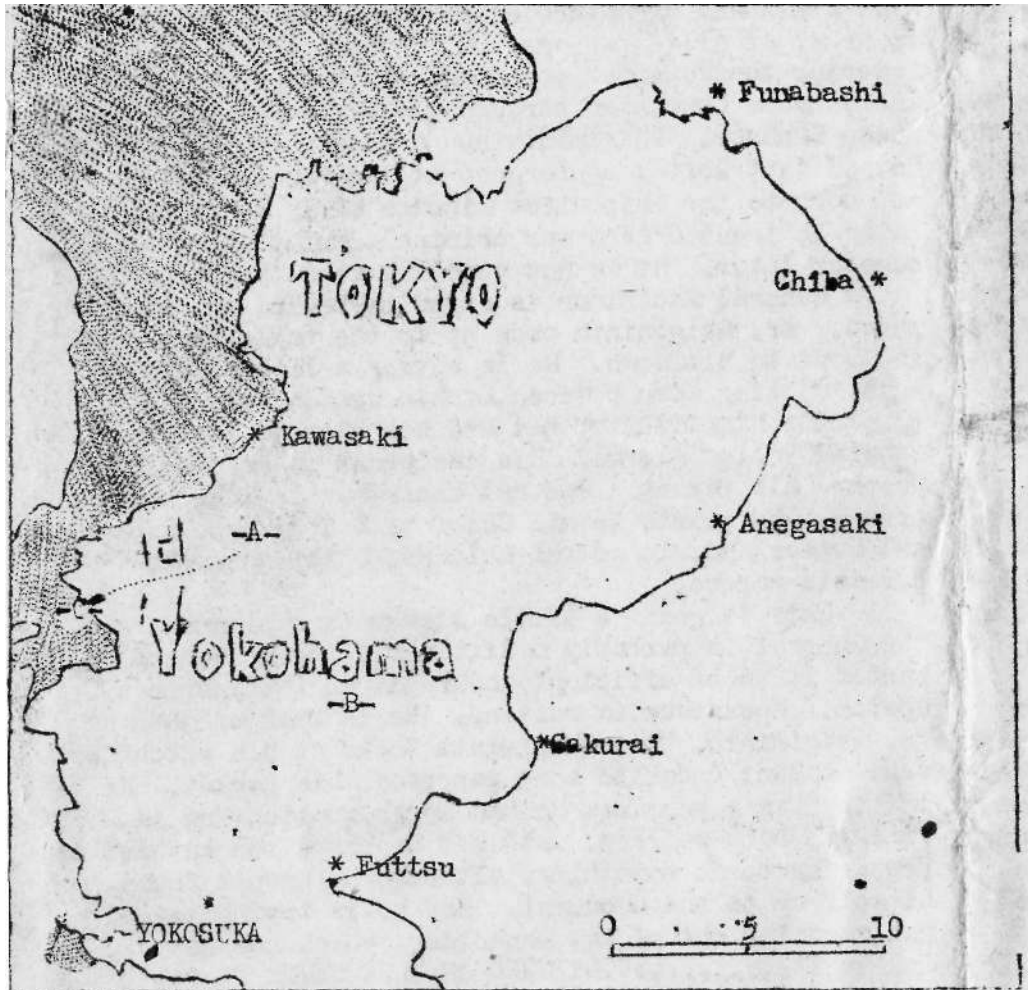 * Funabashi
TOKYO
Chiba *
* Kawasaki
-A-
* Anegasaki
-C-
Yokohama
-B-
*Sakurai
* Futtsu
YOKOSUKA
0 .5 10